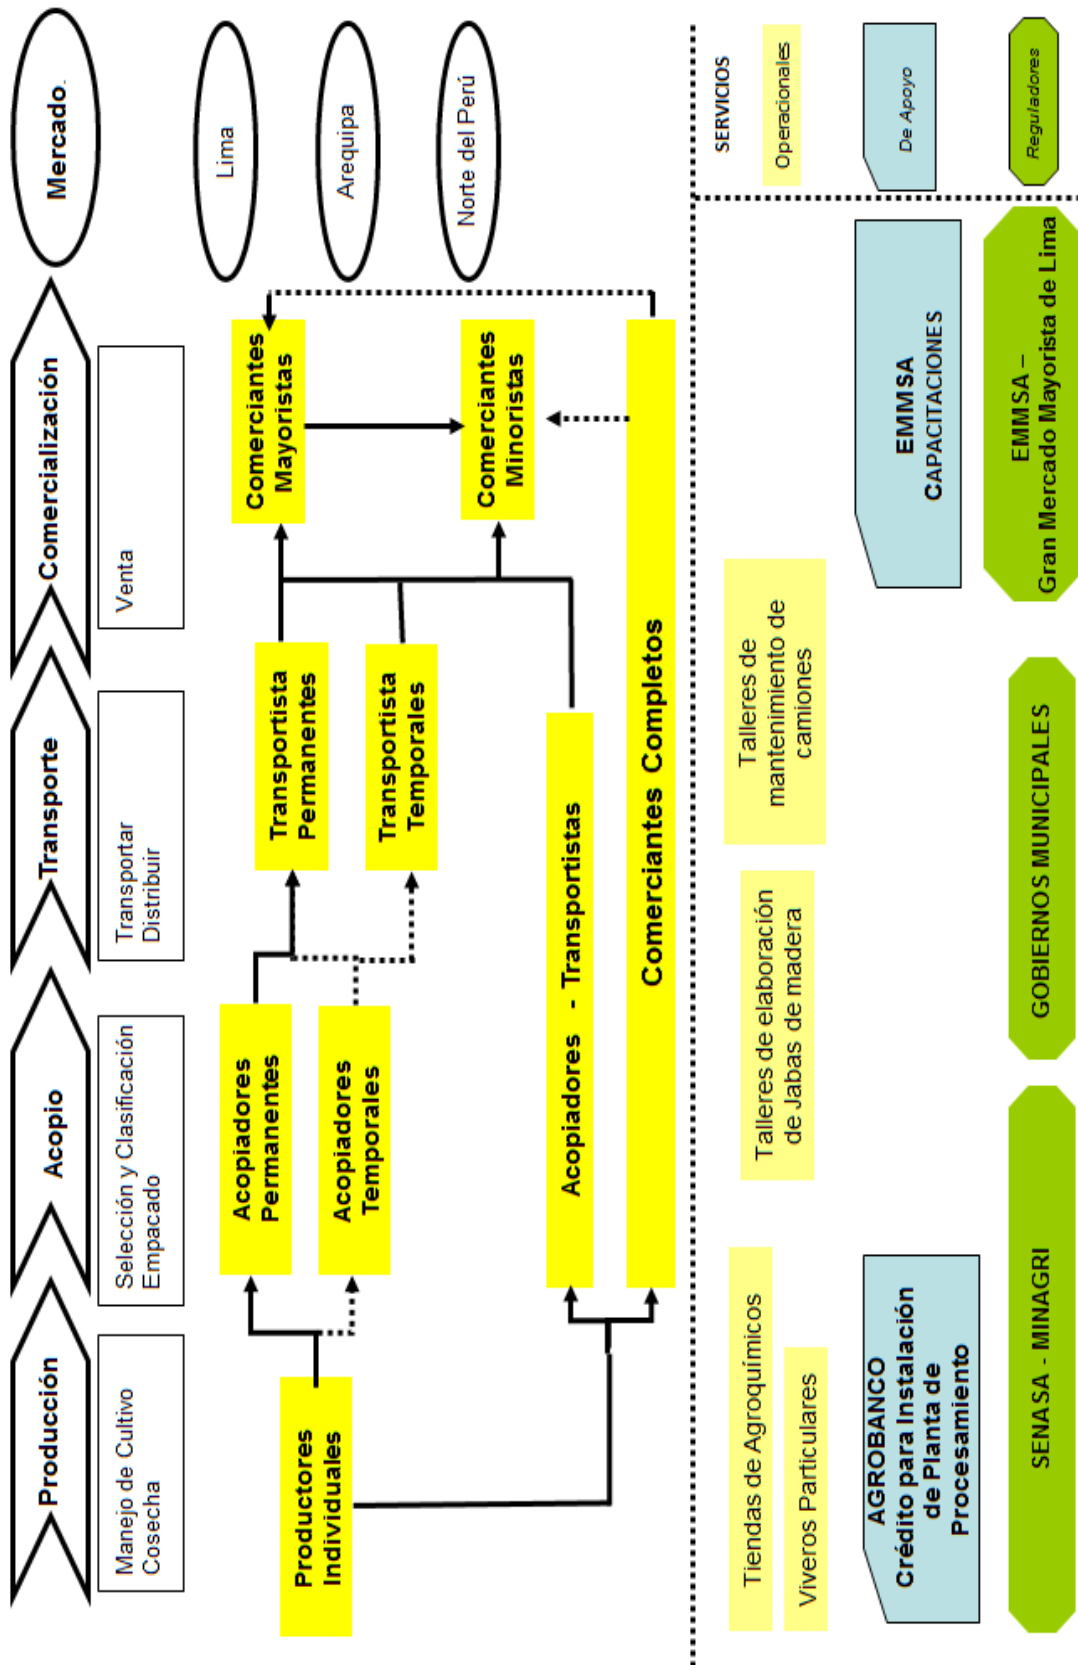 Producción
Acopio
Transporte
Comercialización
Mercado.
Manejo de Cultivo
Cosecha
Selección y Clasificación
Empacado
Transportar
Distribuir
Venta
Lima
Arequipa
Norte del Perú
Productores
Individuales
Acopiadores
Permanentes
Acopiadores
Temporales
Transportista
Permanentes
Transportista
Temporales
Comerciantes
Mayoristas
Comerciantes
Minoristas
Acopiadores - Transportistas
Comerciantes Completos
SERVICIOS
Operacionales
De Apoyo
Reguladores
Tiendas de Agroquímicos
Viveros Particulares
Talleres de elaboración
de Jabas de madera
Talleres de
mantenimiento de
camiones
AGROBANCO
Crédito para Instalación
de Planta de
Procesamiento
EMMSA
CAPACITACIONES
SENASA - MINAGRI
GOBIERNOS MUNICIPALES
EMMSA –
Gran Mercado Mayorista de Lima